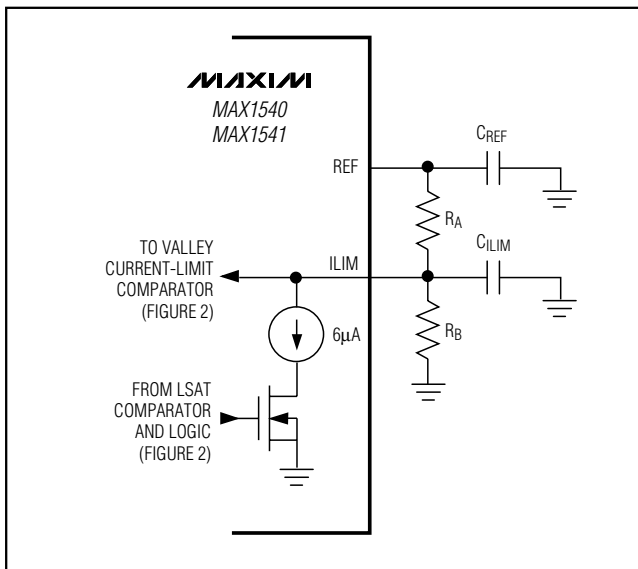 MAXIM
MAX1540
MAX1541
REF
CREF
RA
TO VALLEY
CURRENT-LIMIT
COMPARATOR
(FIGURE 2)
ILIM
CILIM
6µA
RB
FROM LSAT
COMPARATOR
AND LOGIC
(FIGURE 2)